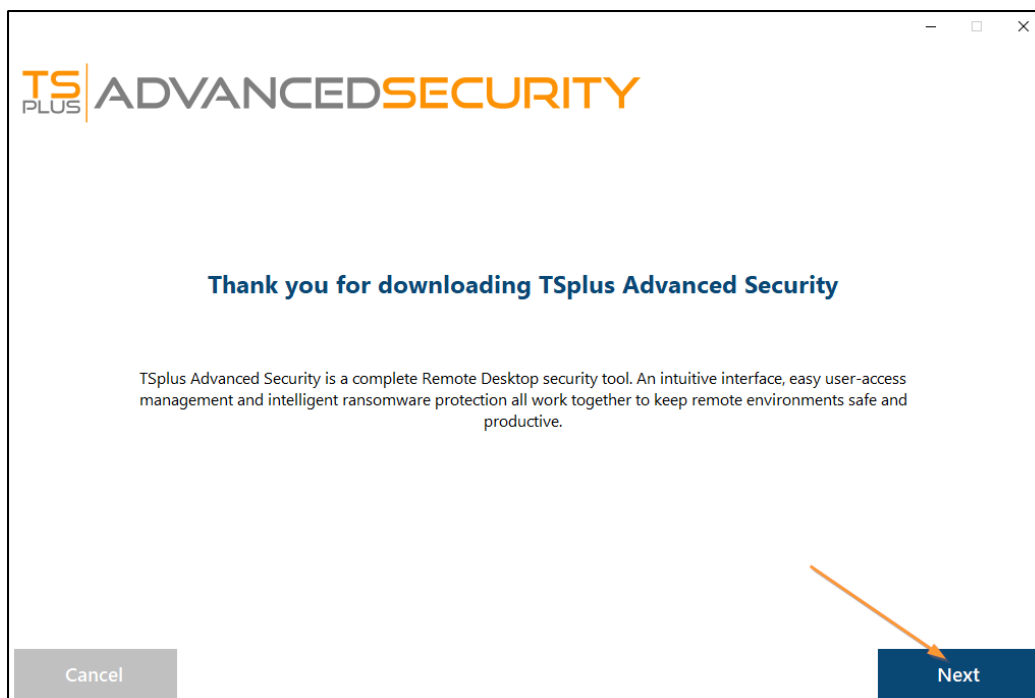 TS PLUS ADVANCEDSECURITY
Thank you for downloading TSplus Advanced Security
TSplus Advanced Security is a complete Remote Desktop security tool. An intuitive interface, easy user-access
management and intelligent ransomware protection all work together to keep remote environments safe and
productive.
Cancel
Next